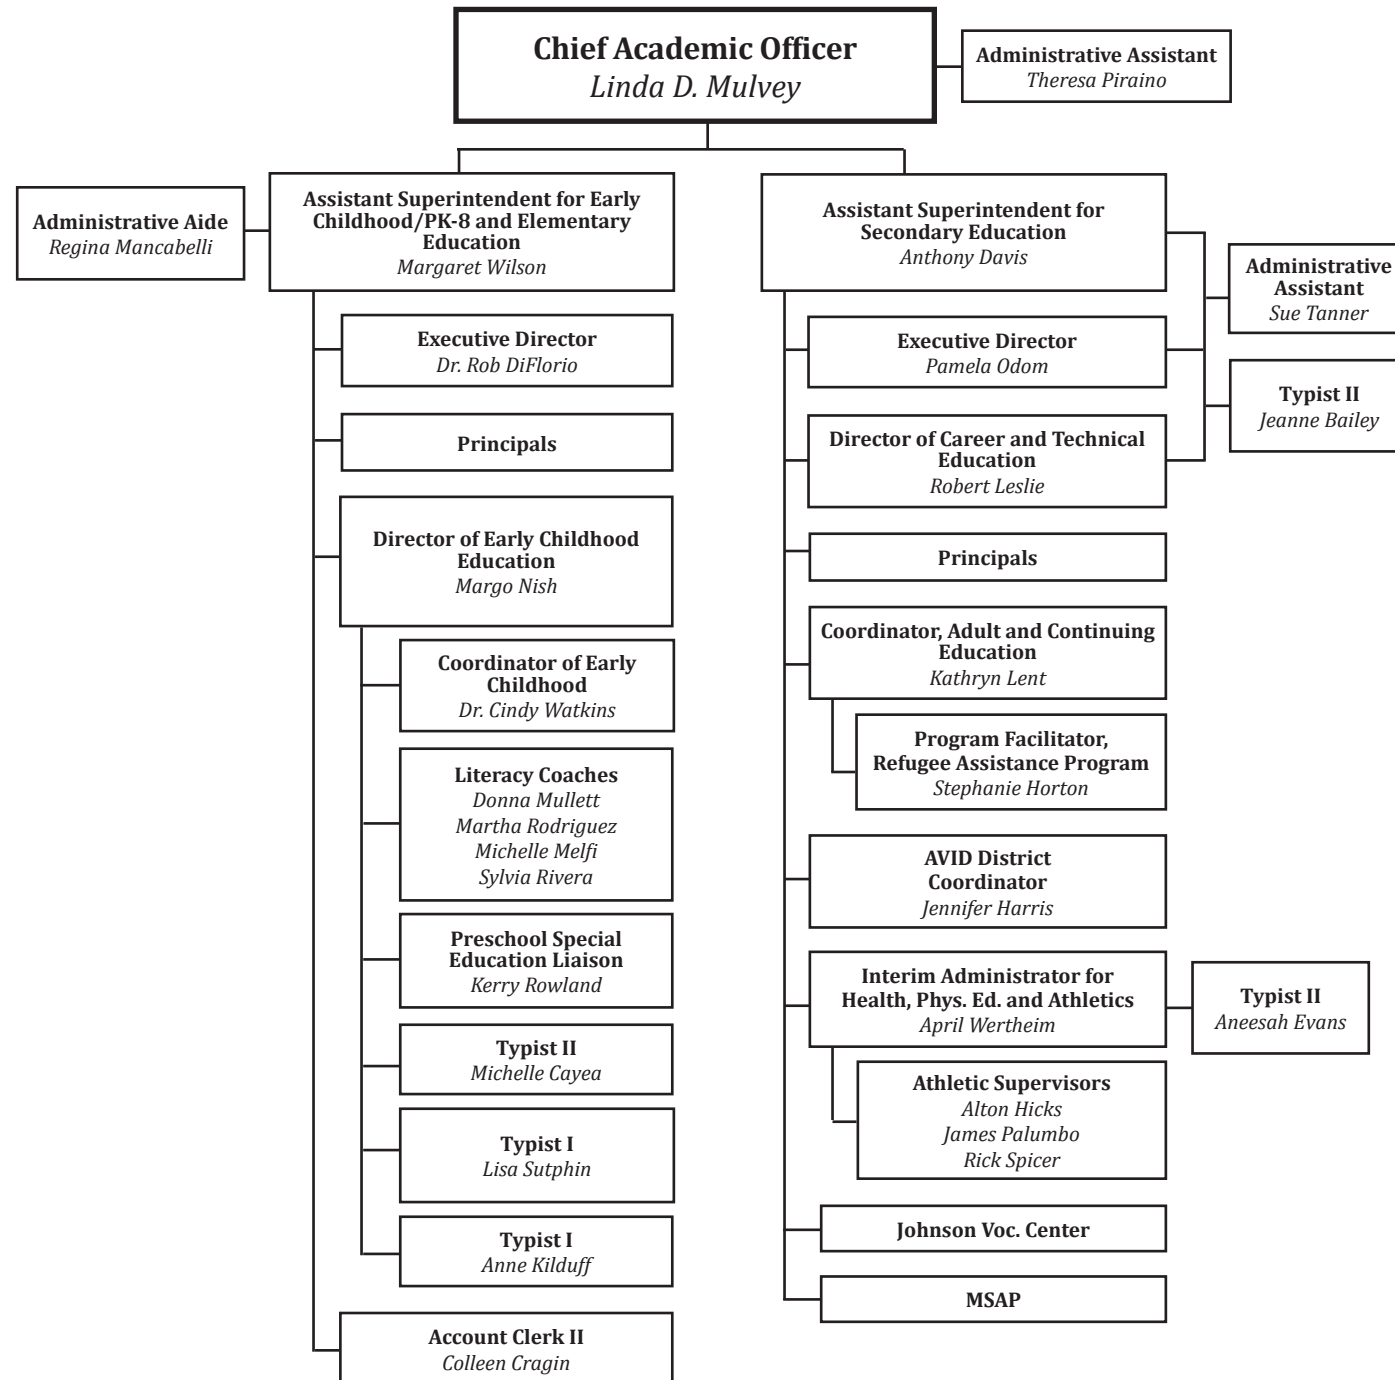 Chief Academic Officer
Linda D. Mulvey
Administrative Assistant
Theresa Piraino
Administrative Aide
Regina Mancabelli
Assistant Superintendent for Early
Childhood/PK-8 and Elementary
Education
Margaret Wilson
Executive Director
Dr. Rob DiFlorio
Principals
Director of Early Childhood
Education
Margo Nish
Coordinator of Early
Childhood
Dr. Cindy Watkins
Literacy Coaches
Donna Mullett
Martha Rodriguez
Michelle Melfi
Sylvia Rivera
Preschool Special
Education Liaison
Kerry Rowland
Typist II
Michelle Cayea
Typist I
Lisa Sutphin
Typist I
Anne Kilduff
Account Clerk II
Colleen Cragin
Assistant Superintendent for
Secondary Education
Anthony Davis
Administrative
Assistant
Sue Tanner
Typist II
Jeanne Bailey
Executive Director
Pamela Odom
Director of Career and Technical
Education
Robert Leslie
Principals
Coordinator, Adult and Continuing
Education
Kathryn Lent
Program Facilitator,
Refugee Assistance Program
Stephanie Horton
AVID District
Coordinator
Jennifer Harris
Interim Administrator for
Health, Phys. Ed. and Athletics
April Wertheim
Typist II
Aneesah Evans
Athletic Supervisors
Alton Hicks
James Palumbo
Rick Spicer
Johnson Voc. Center
MSAP